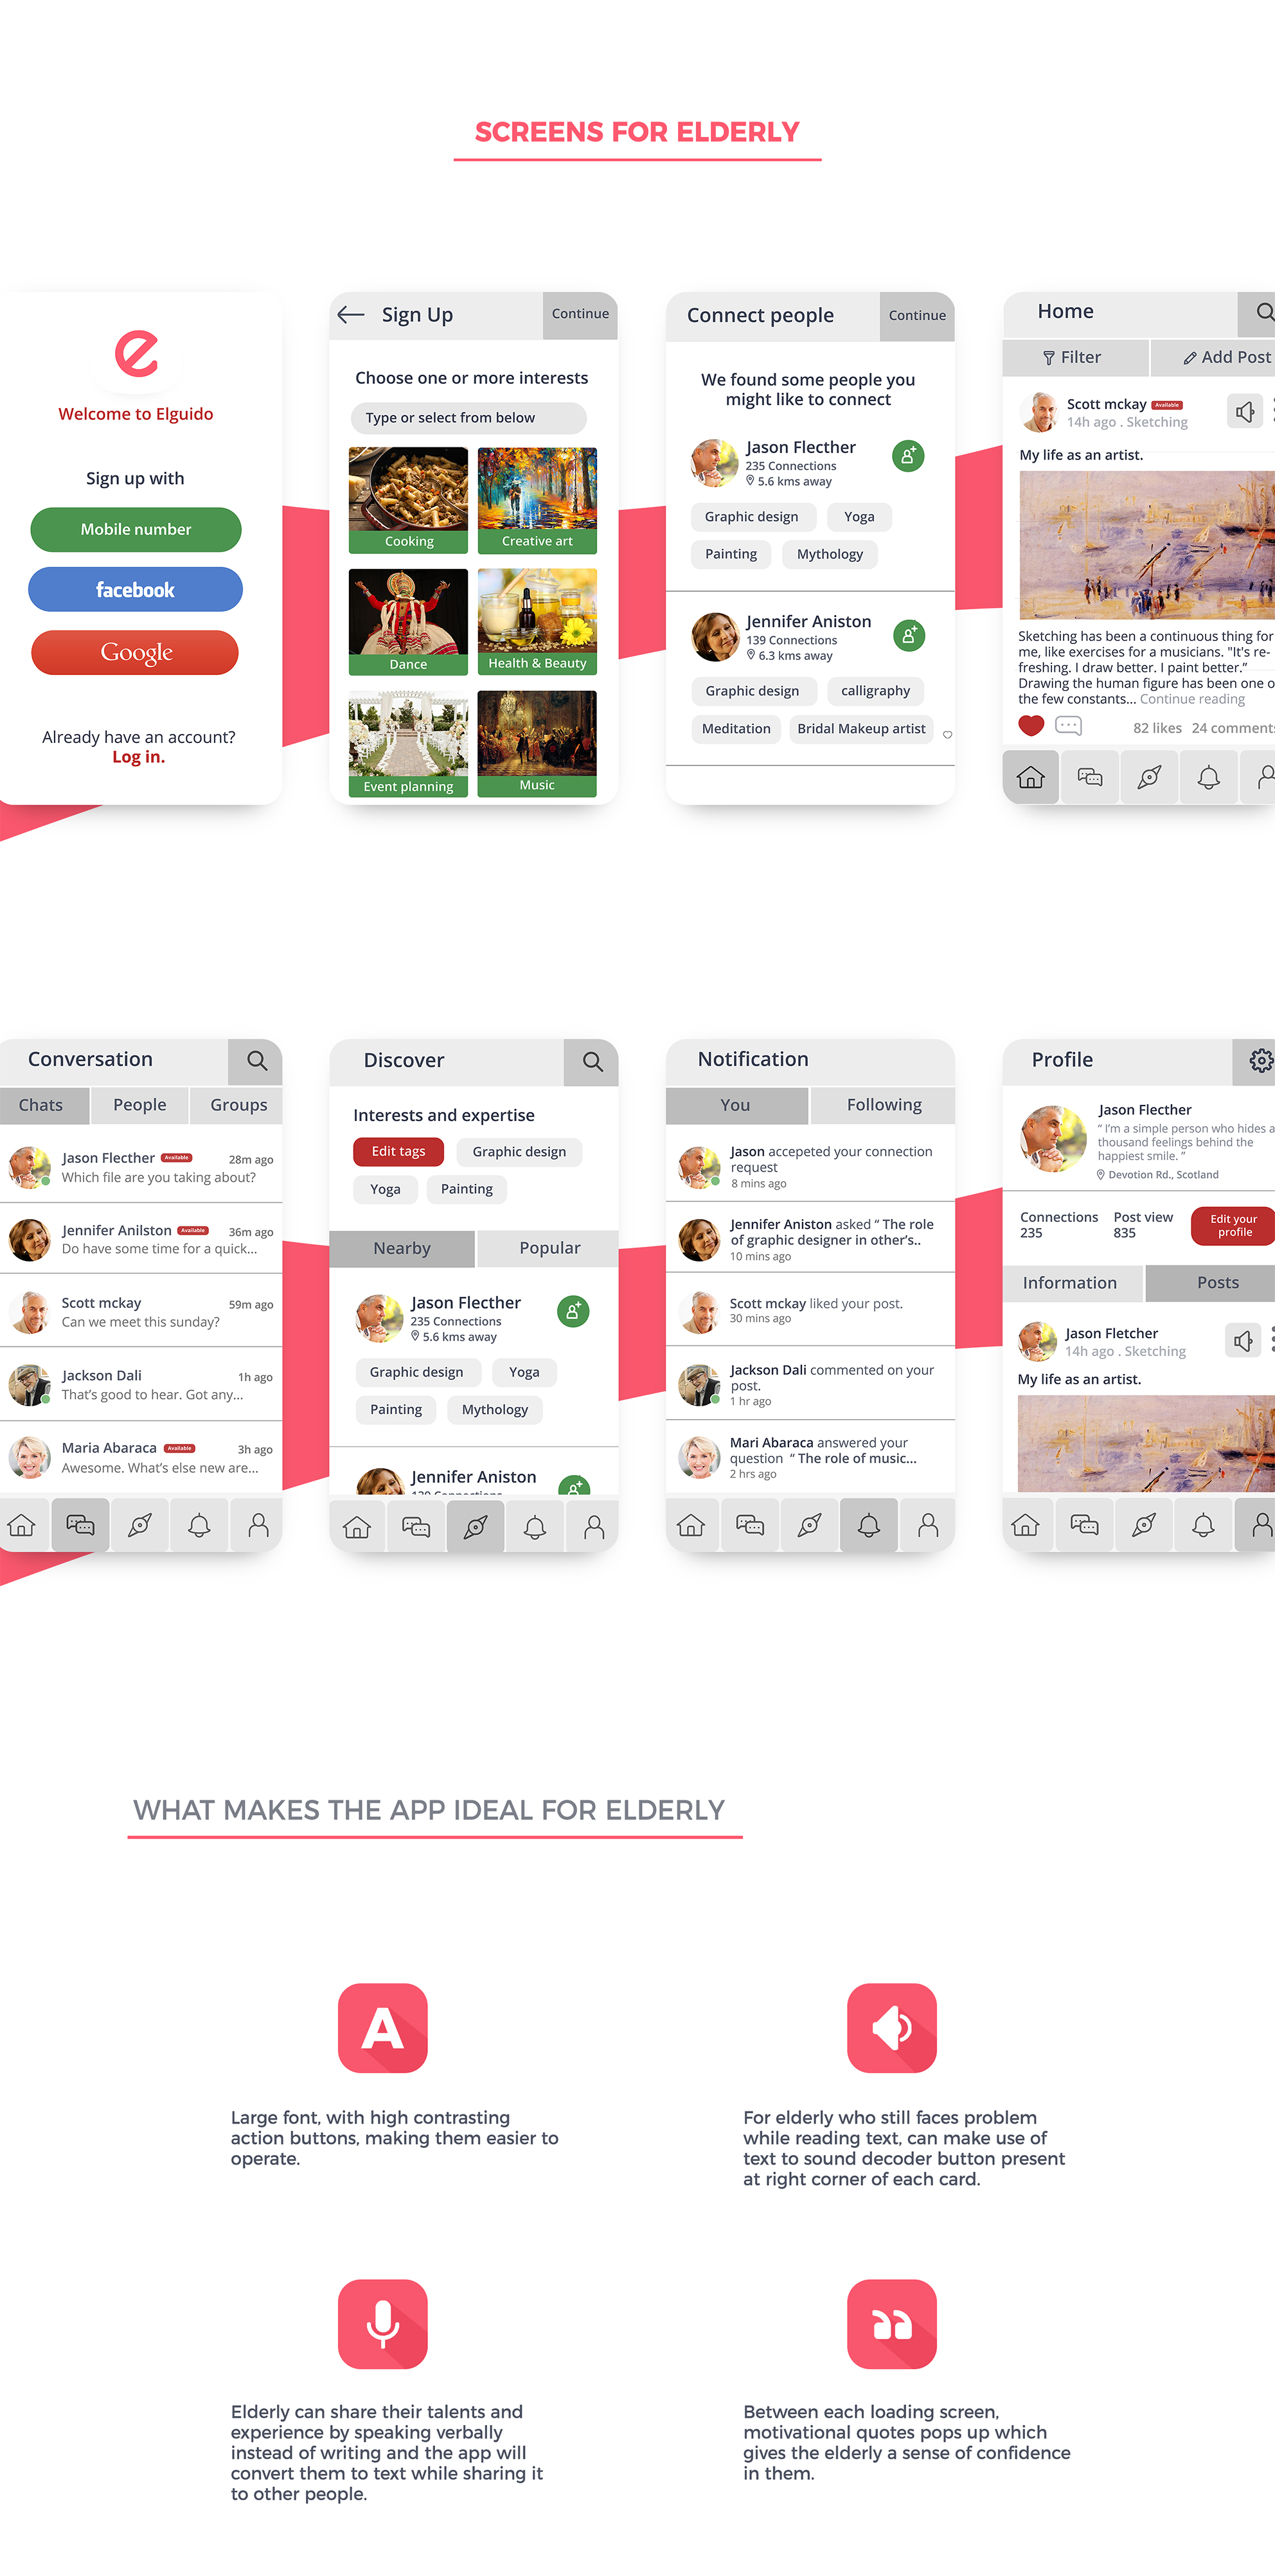 SCREENS FOR ELDERLY
Welcome to Elguido
Sign up with
Mobile number
facebook
Google
Already have an account?
Log in.
Sign Up
Continue
Choose one or more interests
Type or select from below
Cooking
Creative art
Dance
Health & Beauty
Event planning
Music
Connect people
Continue
We found some people you
might like to connect
Jason Flecther
235 Connections
5.6 kms away
Graphic design
Yoga
Painting
Mythology
Jennifer Aniston
139 Connections
6.3 kms away
Graphic design
calligraphy
Meditation
Bridal Makeup artist
Home
Filter
Add Post
Scott mckay Available
14h ago . Sketching
My life as an artist.
Sketching has been a continuous thing for
me, like exercises for a musicians. "It's re-
freshing. I draw better. I paint better.”
Drawing the human figure has been one o
the few constants... Continue reading
82 likes 24 comments
Conversation
Chats
People
Groups
Jason Flecther Available 28m ago
Which file are you taking about?
Jennifer Anilston Available 36m ago
Do have some time for a quick...
Scott mckay 59m ago
Can we meet this sunday?
Jackson Dali 1h ago
That's good to hear. Got any...
Maria Abaraca Available 3h ago
Awesome. What's else new are...
Discover
Interests and expertise
Edit tags
Graphic design
Yoga
Painting
Nearby
Popular
Jason Flecther
235 Connections
5.6 kms away
Graphic design
Yoga
Painting
Mythology
Jennifer Aniston
139 Connections
Notification
You
Following
Jason accepeted your connection
request
8 mins ago
Jennifer Aniston asked “ The role
of graphic designer in other's..
10 mins ago
Scott mckay liked your post.
30 mins ago
Jackson Dali commented on your
post.
1 hr ago
Mari Abaraca answered your
question “ The role of music...
2 hrs ago
Profile
Jason Flecther
“ I'm a simple person who hides a
thousand feelings behind the
happiest smile. ”
Devotion Rd., Scotland
Connections
235
Post view
835
Edit your
profile
Information
Posts
Jason Fletcher
14h ago . Sketching
My life as an artist.
WHAT MAKES THE APP IDEAL FOR ELDERLY
A
Large font, with high contrasting
action buttons, making them easier to
operate.
For elderly who still faces problem
while reading text, can make use of
text to sound decoder button present
at right corner of each card.
Elderly can share their talents and
experience by speaking verbally
instead of writing and the app will
convert them to text while sharing it
to other people.
Between each loading screen,
motivational quotes pops up which
gives the elderly a sense of confidence
in them.